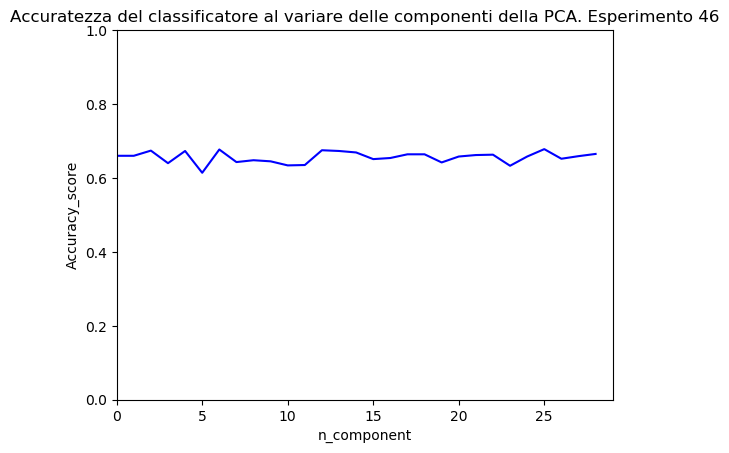 Accuratezza del classificatore al variare delle componenti della PCA. Esperimento 46
1.0
0.8
0.6
0.4
0.2
0.0
Accuracy_score
0 5 10 15 20 25
n_component